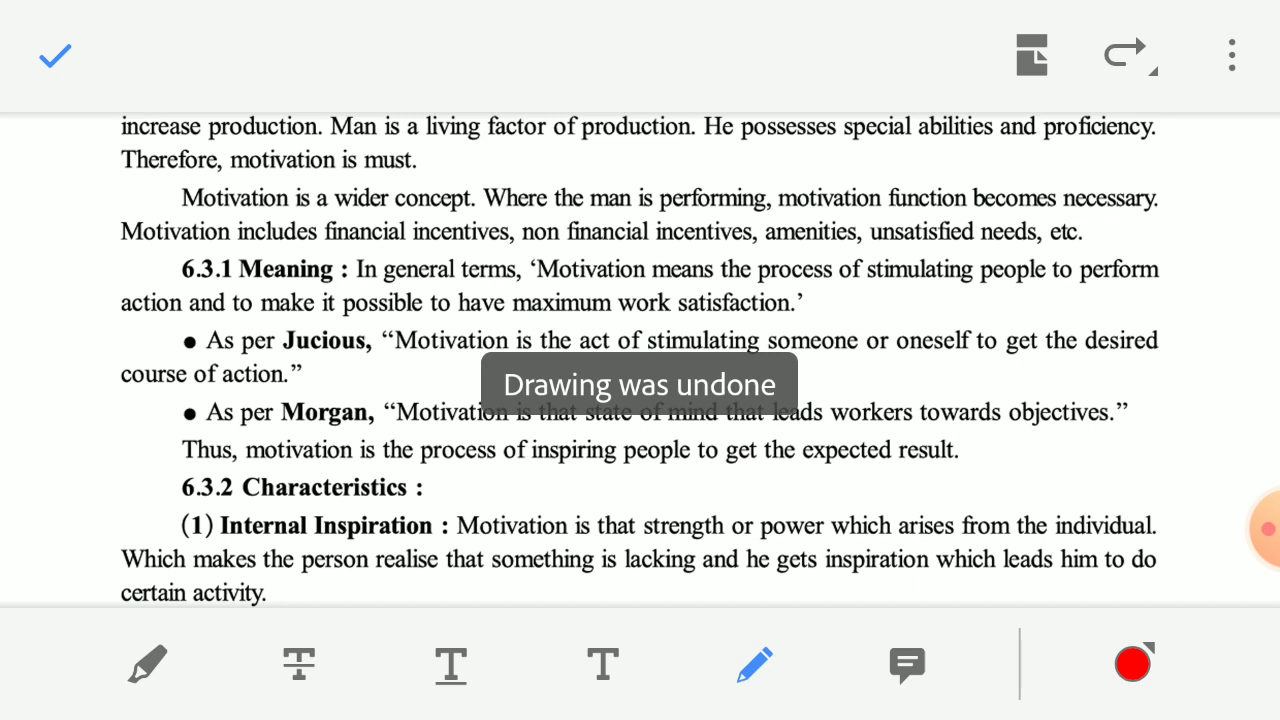 increase production. Man is a living factor of production. He possesses special abilities and proficiency.
Therefore, motivation is must.
Motivation is a wider concept. Where the man is performing, motivation function becomes necessary.
Motivation includes financial incentives, non financial incentives, amenities, unsatisfied needs, etc.
6.3.1 Meaning : In general terms, ‘Motivation means the process of stimulating people to perform
action and to make it possible to have maximum work satisfaction.’
● As per Jucious, “Motivation is the act of stimulating someone or oneself to get the desired
course of action.”
Drawing was undone
● As per Morgan, “Motivation is that state of mind that leads workers towards objectives.”
Thus, motivation is the process of inspiring people to get the expected result.
6.3.2 Characteristics :
(1) Internal Inspiration : Motivation is that strength or power which arises from the individual.
Which makes the person realise that something is lacking and he gets inspiration which leads him to do
certain activity.
T
T
T